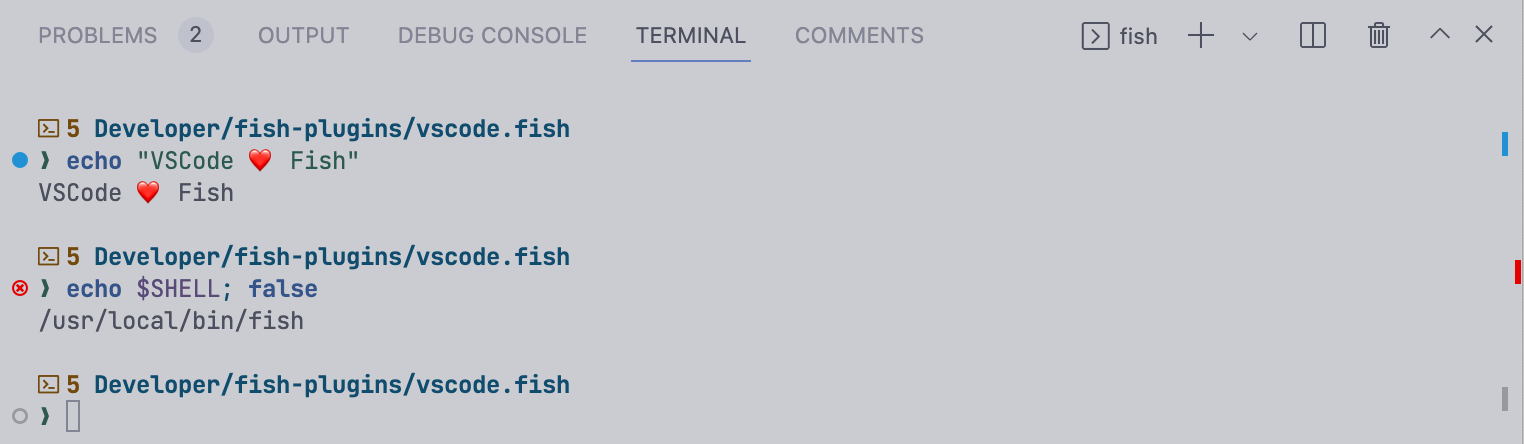 PROBLEMS 2 OUTPUT DEBUG CONSOLE TERMINAL COMMENTS fish
5 Developer/fish-plugins/vscode.fish
❱ echo "VSCode ❤️ Fish"
VSCode ❤️ Fish
5 Developer/fish-plugins/vscode.fish
❱ echo $SHELL; false
/usr/local/bin/fish
5 Developer/fish-plugins/vscode.fish
❱